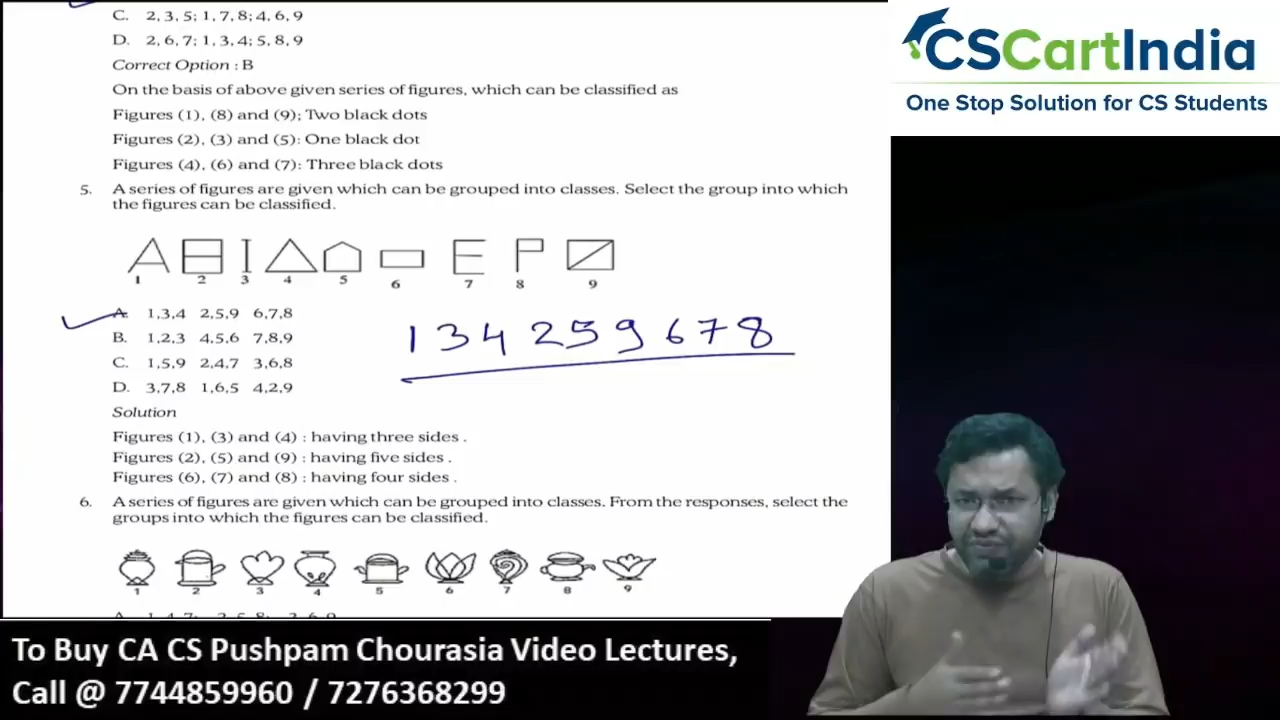 C. 2, 3, 5; 1, 7, 8; 4, 6, 9
D. 2, 6, 7; 1, 3, 4; 5, 8, 9
Correct Option : B
On the basis of above given series of figures, which can be classified as
Figures (1), (8) and (9); Two black dots
Figures (2), (3) and (5): One black dot
Figures (4), (6) and (7): Three black dots
5. A series of figures are given which can be grouped into classes. Select the group into which
the figures can be classified.
1 2 3 4 5 6 7 8 9
A. 1,3,4 2,5,9 6,7,8
B. 1,2,3 4,5,6 7,8,9
C. 1,5,9 2,4,7 3,6,8
D. 3,7,8 1,6,5 4,2,9
1 3 4 2 5 9 6 7 8
Solution
Figures (1), (3) and (4) : having three sides .
Figures (2), (5) and (9) : having five sides .
Figures (6), (7) and (8) : having four sides .
6. A series of figures are given which can be grouped into classes. From the responses, select the
groups into which the figures can be classified.
1 2 3 4 5 6 7 8 9
CSCartIndia
One Stop Solution for CS Students
To Buy CA CS Pushpam Chourasia Video Lectures,
Call @ 7744859960 / 7276368299